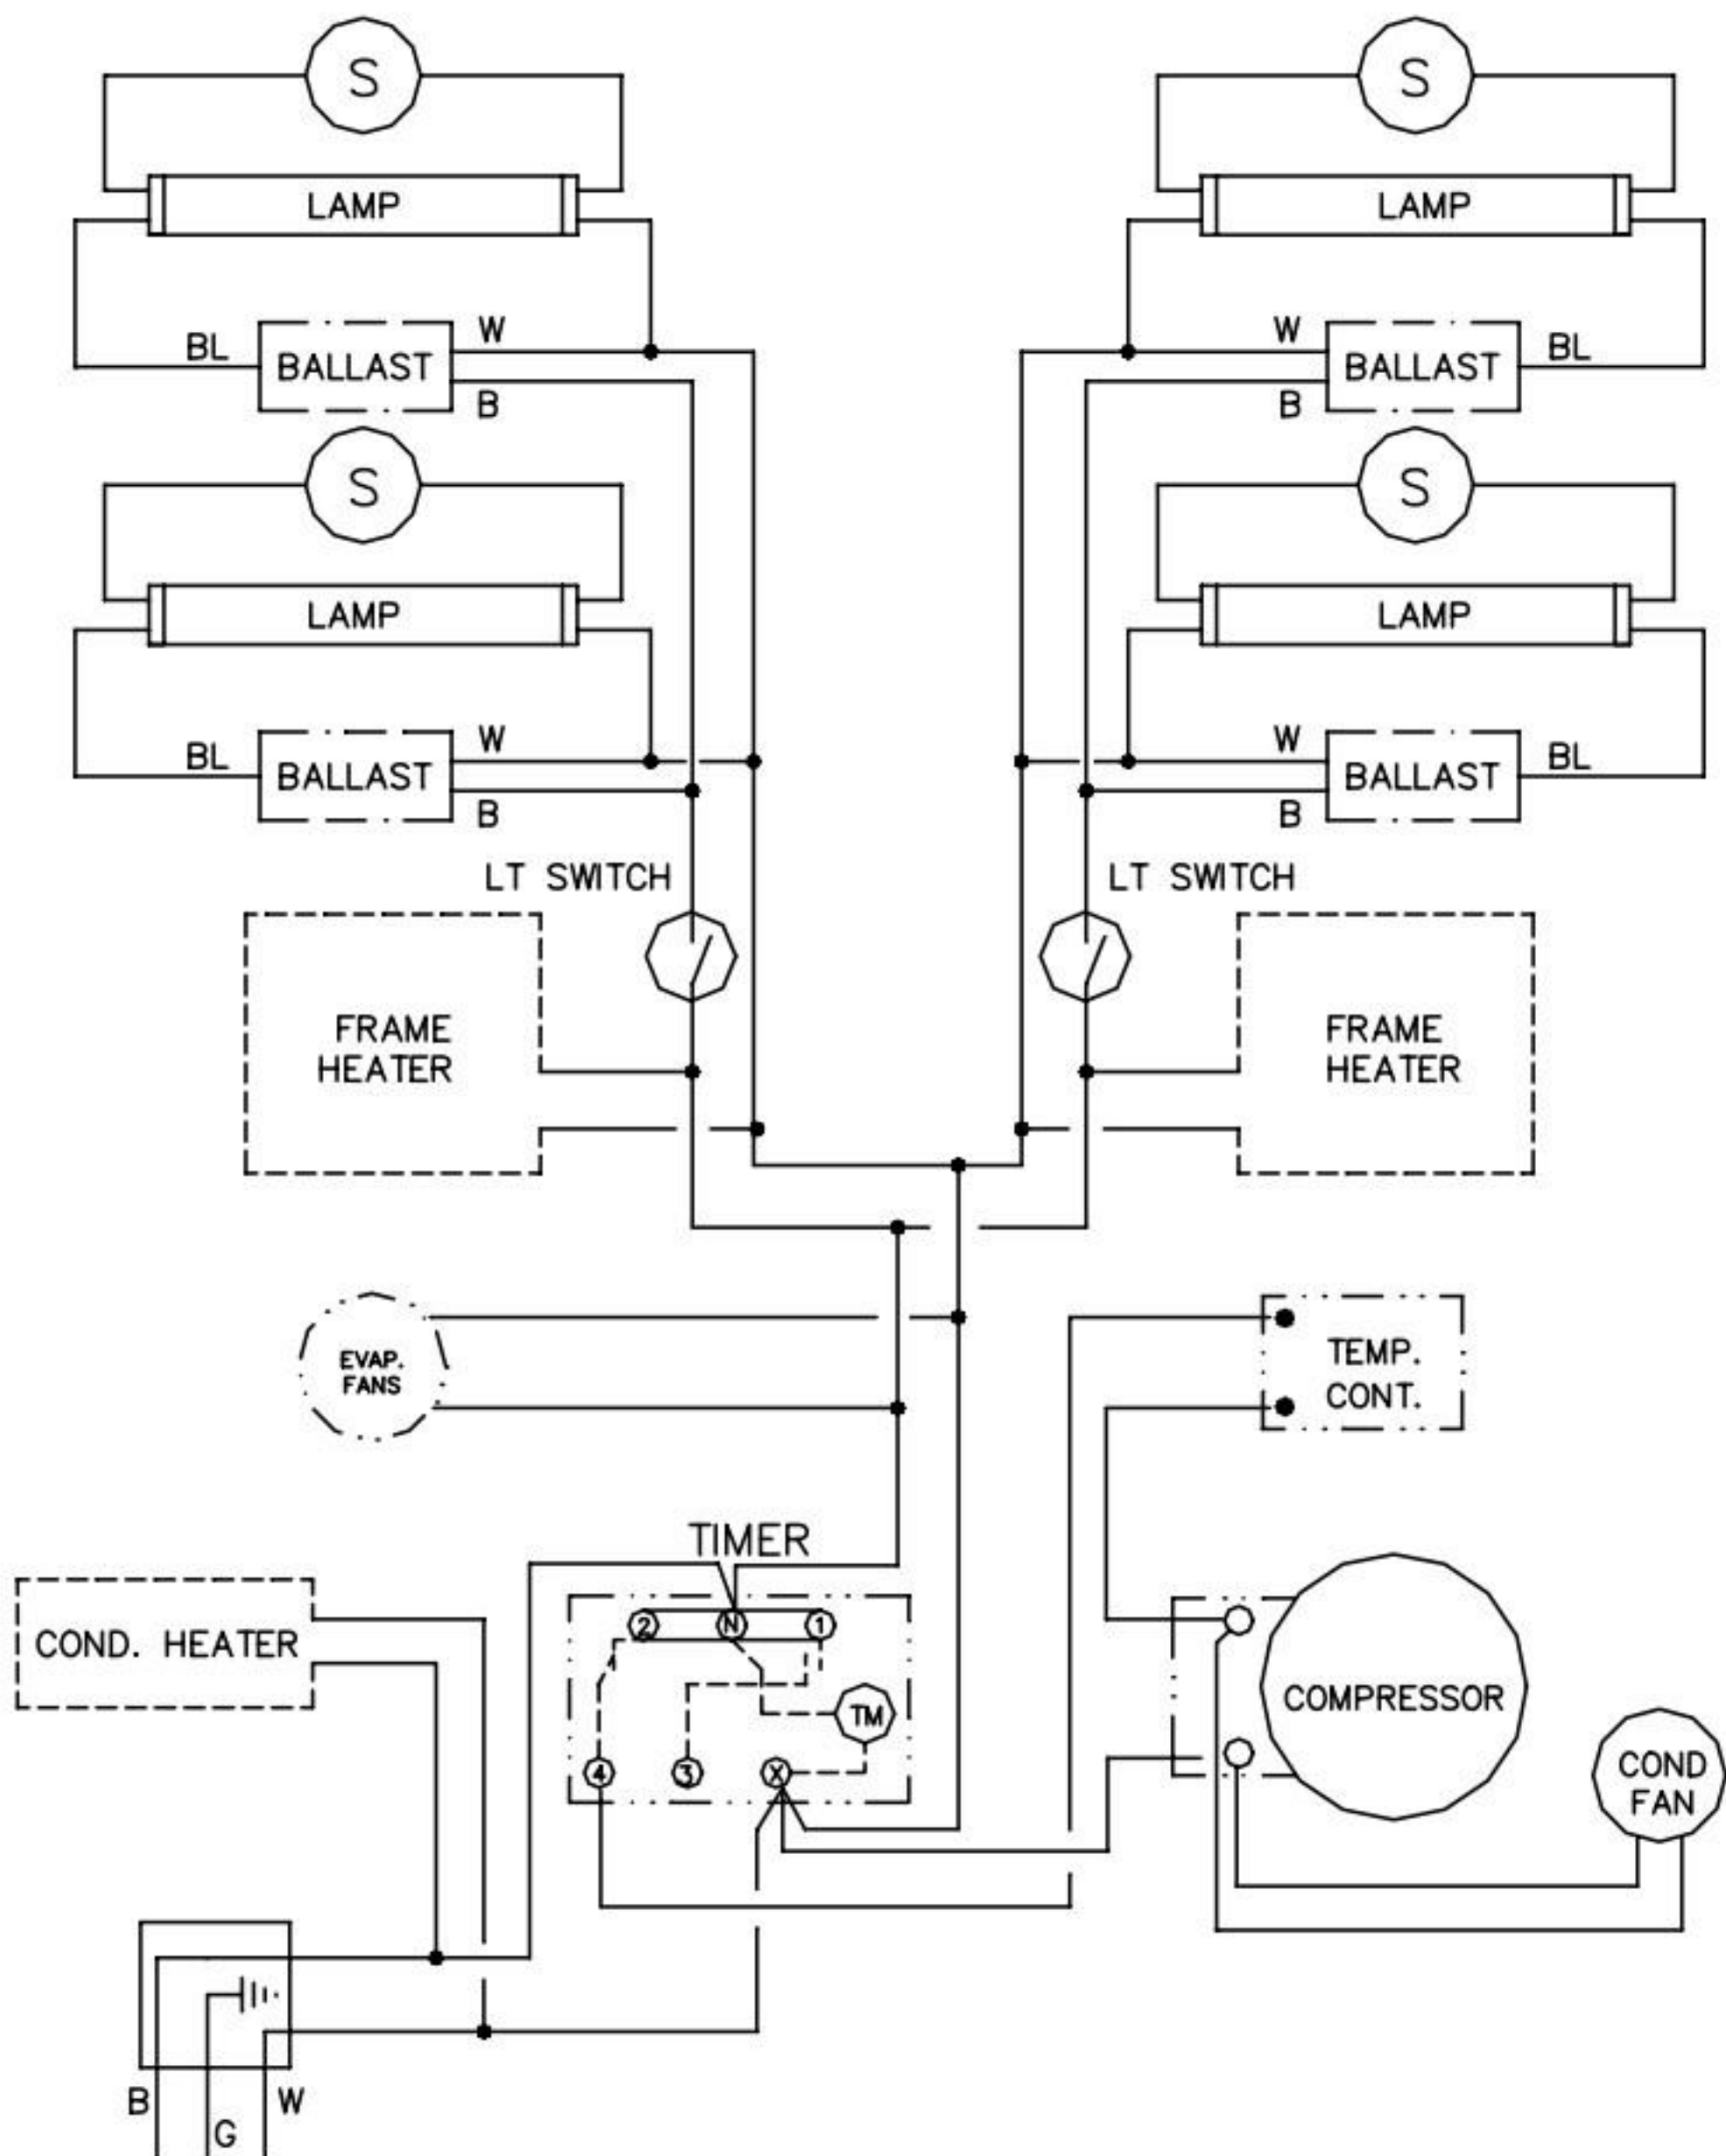 S
S
LAMP
LAMP
W
W
BL
BALLAST
BALLAST
BL
B
B
S
S
LAMP
LAMP
W
W
BL
BALLAST
BALLAST
BL
B
B
LT SWITCH
LT SWITCH
FRAME
HEATER
FRAME
HEATER
EVAP.
FANS
TEMP.
CONT.
TIMER
2
N
1
COND. HEATER
TM
COMPRESSOR
4
3
X
COND
FAN
B
W
G